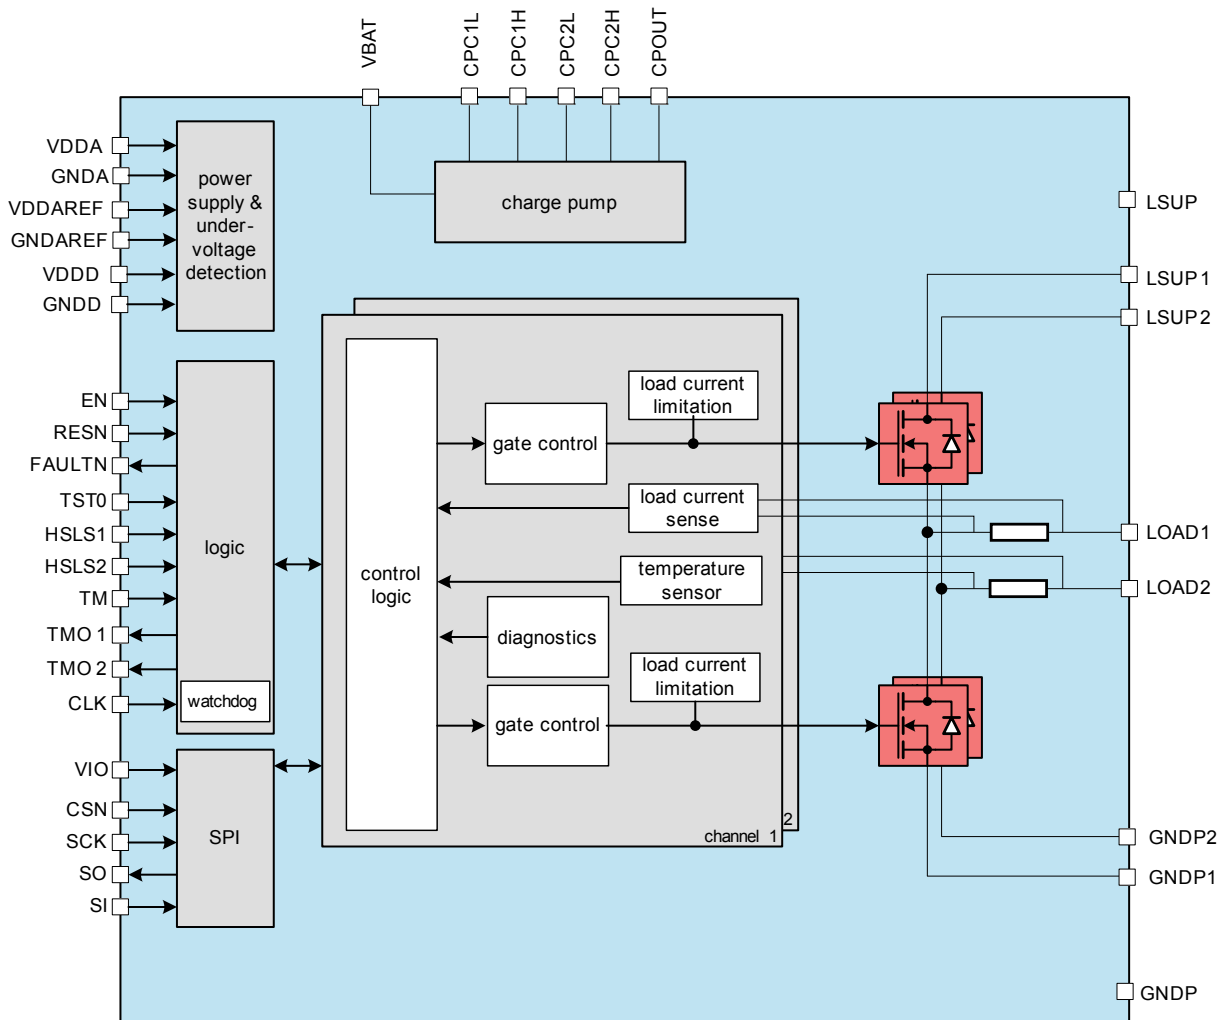 VBAT
CPC1L
CPC1H
CPC2L
CPC2H
CPOUT
VDDA
GNDA
VDDAREF
GNDAREF
VDDD
GNDD
power
supply &
under-
voltage
detection
charge pump
LSUP
LSUP1
LSUP2
EN
RESN
FAULTN
TST0
HSLS1
HSLS2
TM
TMO 1
TMO 2
CLK
logic
watchdog
VIO
CSN
SCK
SO
SI
SPI
control
logic
gate control
load current
limitation
load current
sense
temperature
sensor
diagnostics
load current
limitation
gate control
2
channel 1
LOAD1
LOAD2
GNDP2
GNDP1
GNDP